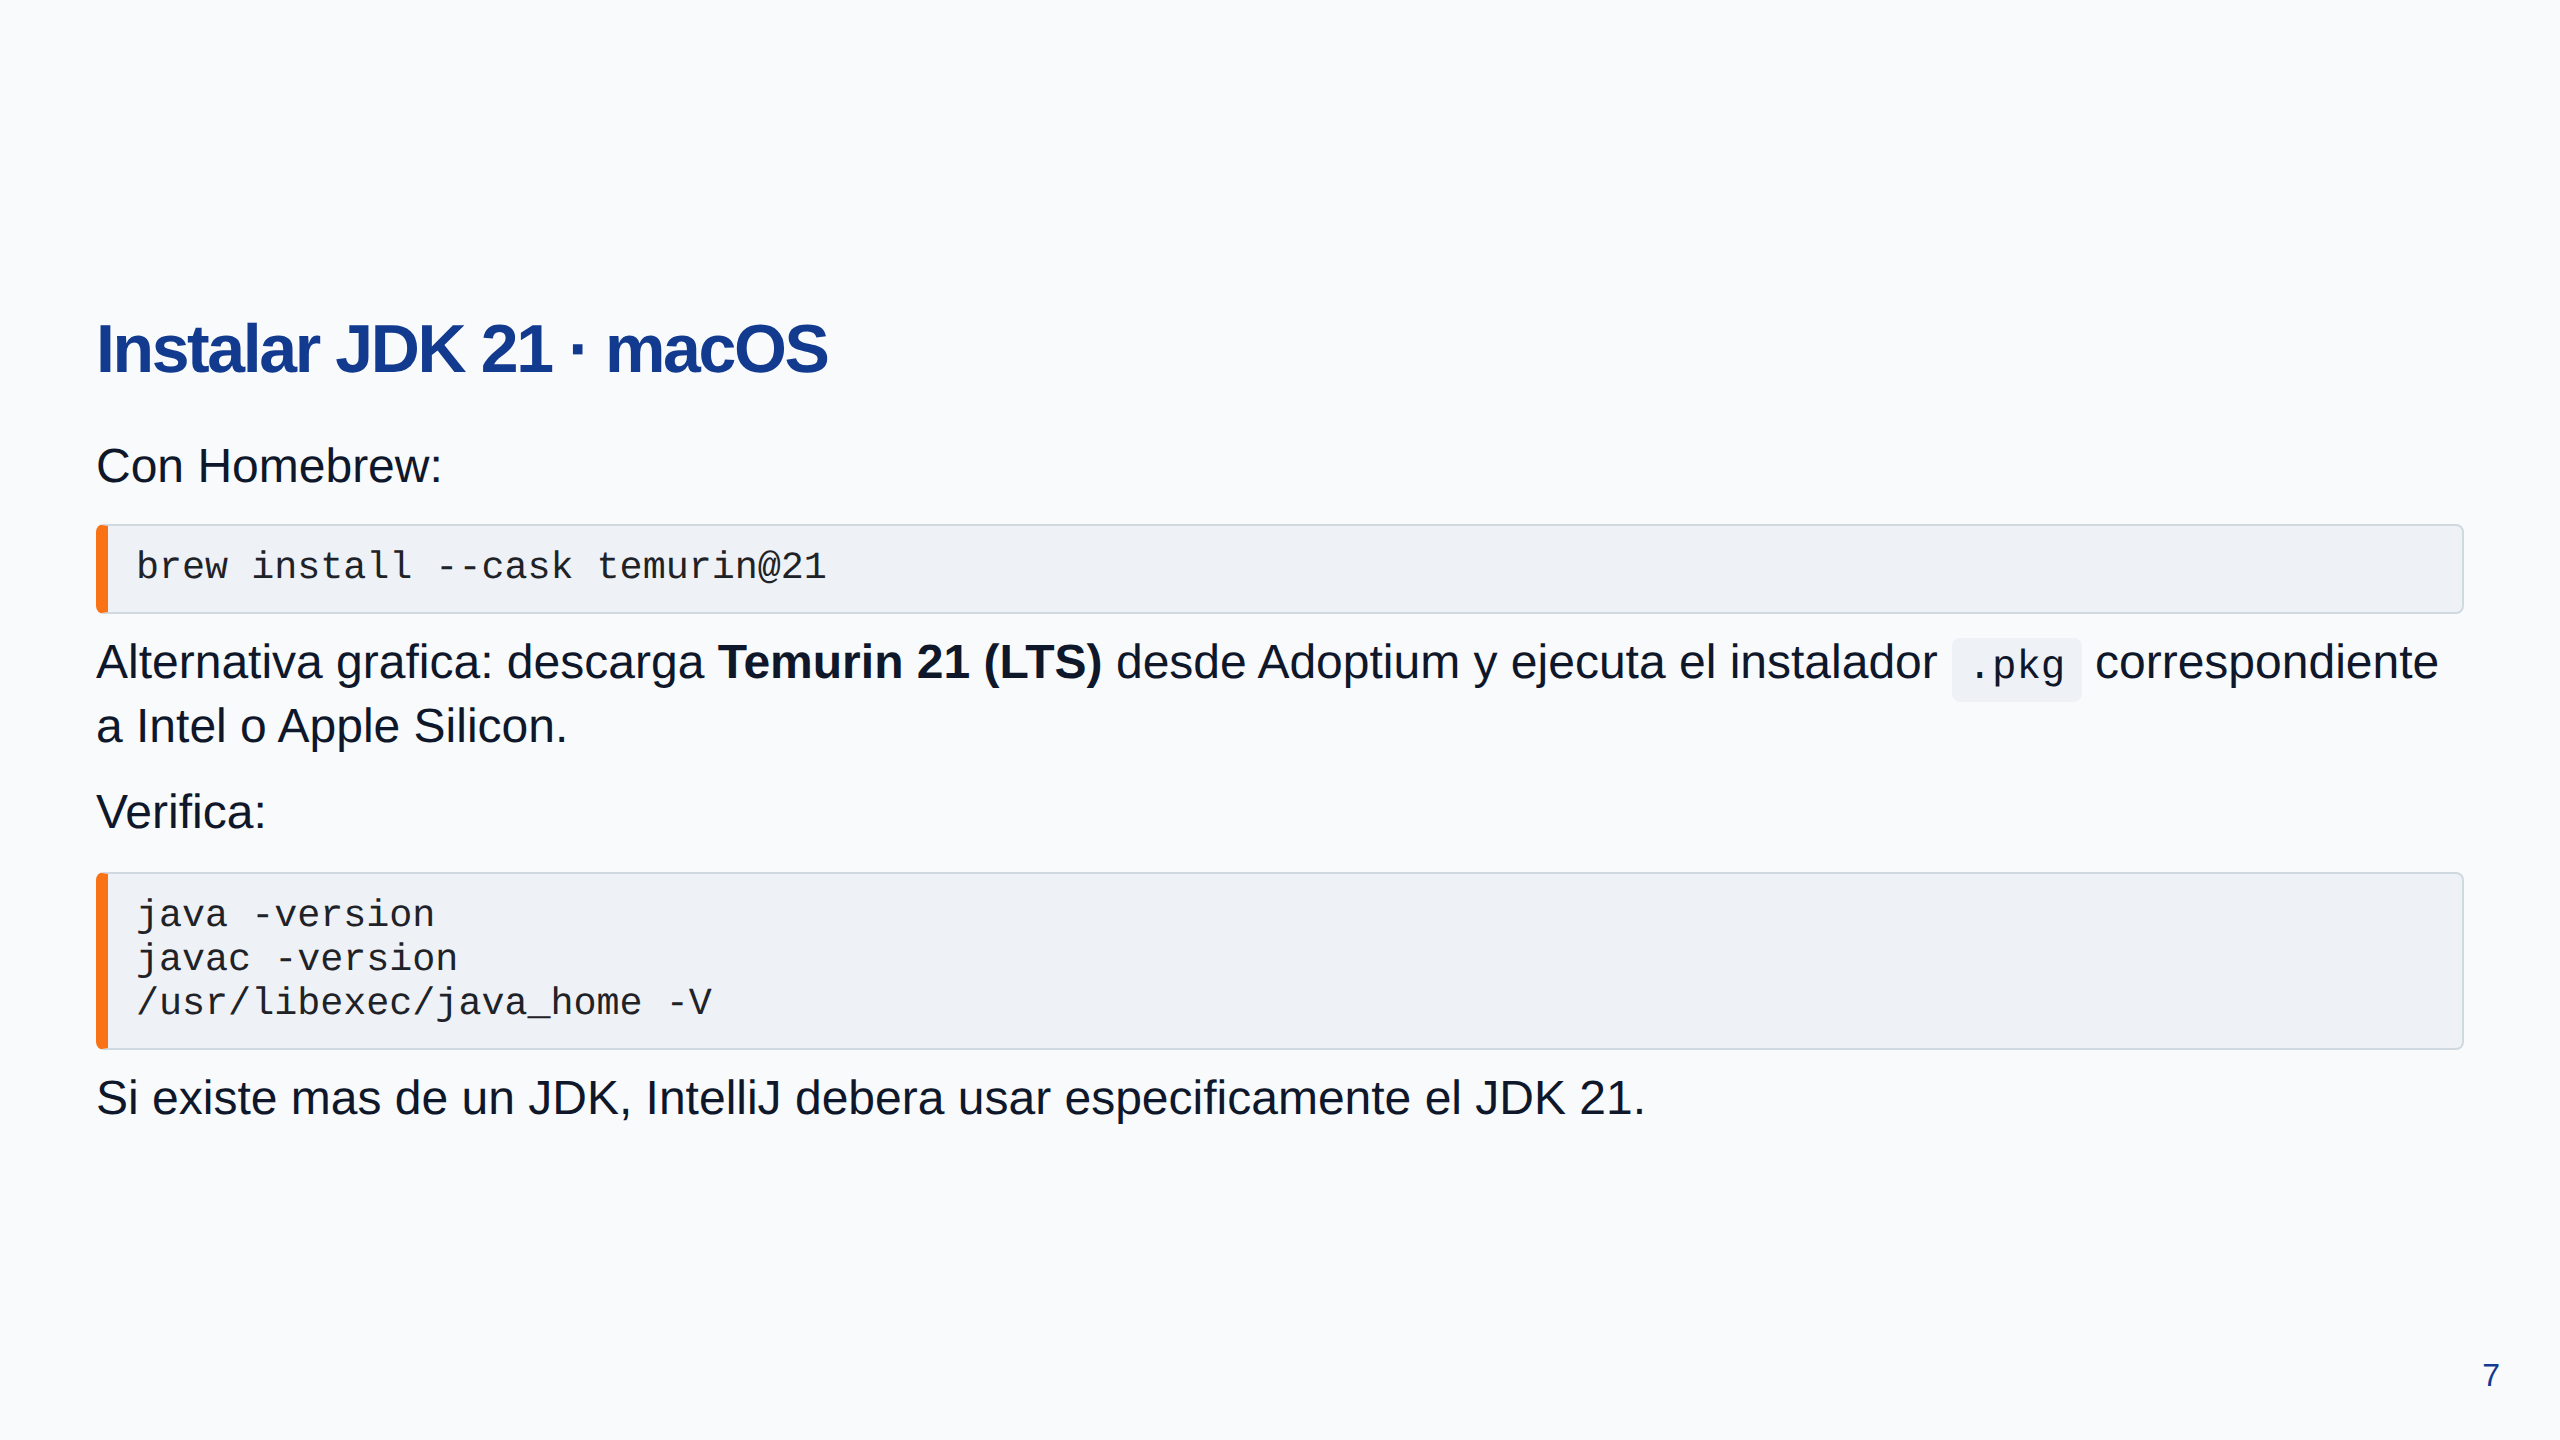 Instalar JDK 21 · macOS
Con Homebrew:
brew install --cask temurin@21
Alternativa grafica: descarga Temurin 21 (LTS) desde Adoptium y ejecuta el instalador .pkg correspondiente
a Intel o Apple Silicon.
Verifica:
java -version
javac -version
/usr/libexec/java_home -V
Si existe mas de un JDK, IntelliJ debera usar especificamente el JDK 21.
7